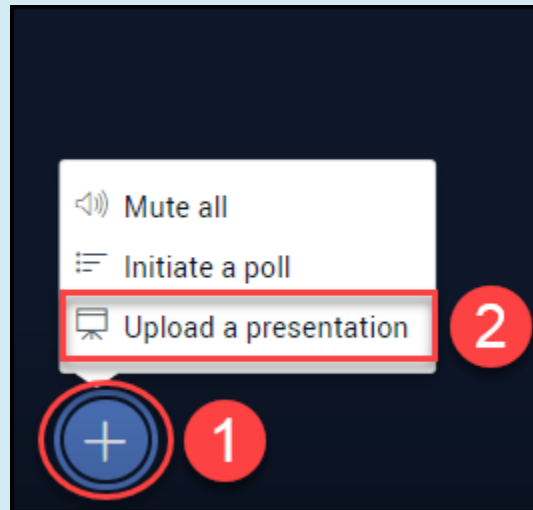 Mute all
Initiate a poll
Upload a presentation
2
1